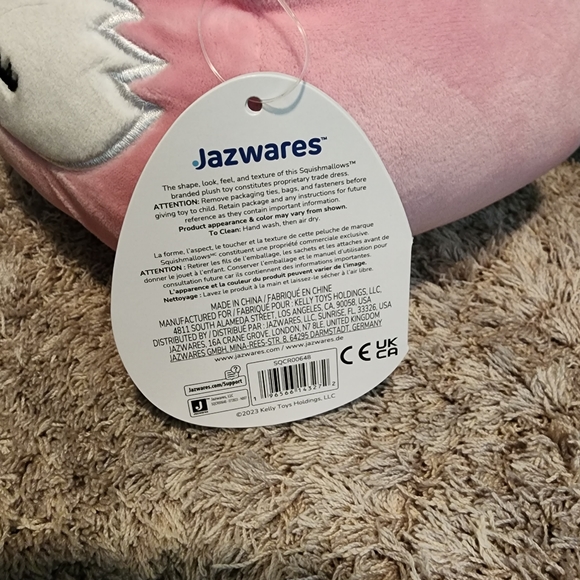 Jazwares™
The shape, look, feel, and texture of this Squishmallows™
branded plush toy constitutes proprietary trade dress.
ATTENTION: Remove packaging ties, bags, and fasteners before
giving toy to child. Retain package and any instructions for future
reference as they contain important information.
Product appearance & color may vary from shown.
To Clean: Hand wash, then air dry.
La forme, l'aspect, le toucher et la texture de cette peluche de marque
Squishmallows constituent une propriété commerciale exclusive.
ATTENTION : Retirer les fils de l'emballage, les sachets et les attaches avant de
donner le jouet à l'enfant. Conserver l'emballage et le manuel d'utilisation pour
consultation future car ils contiennent des informations importantes.
L'apparence et la couleur du produit peuvent varier de l'image.
Nettoyage : Lavez le produit à la main et laissez-le sécher à l'air libre.
MADE IN CHINA / FABRIQUÉ EN CHINE
MANUFACTURED FOR / FABRIQUÉ POUR : KELLY TOYS HOLDINGS, LLC,
4811 SOUTH ALAMEDA STREET, LOS ANGELES, CA, 90058, USA
DISTRIBUTED BY / DISTRIBUÉ PAR : JAZWARES, LLC, SUNRISE, FL 33326, USA
JAZWARES, 16A CRANE GROVE, LONDON, N7 8LE, UNITED KINGDOM
JAZWARES GMBH, MINA-REES-STR. 8, 64295 DARMSTADT, GERMANY
www.jazwares.com / www.jazwares.com
SQCR00648
CE UK CA
Jazwares.com/Support
Jazwares, LLC
1 96566 14327 2
©2023 Kelly Toys Holdings, LLC.